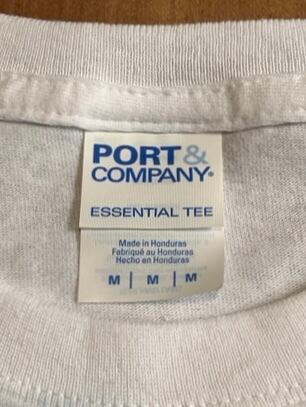 PORT&
COMPANY®
ESSENTIAL TEE
Made in Honduras
Fabriqué au Honduras
Hecho en Honduras
M | M | M